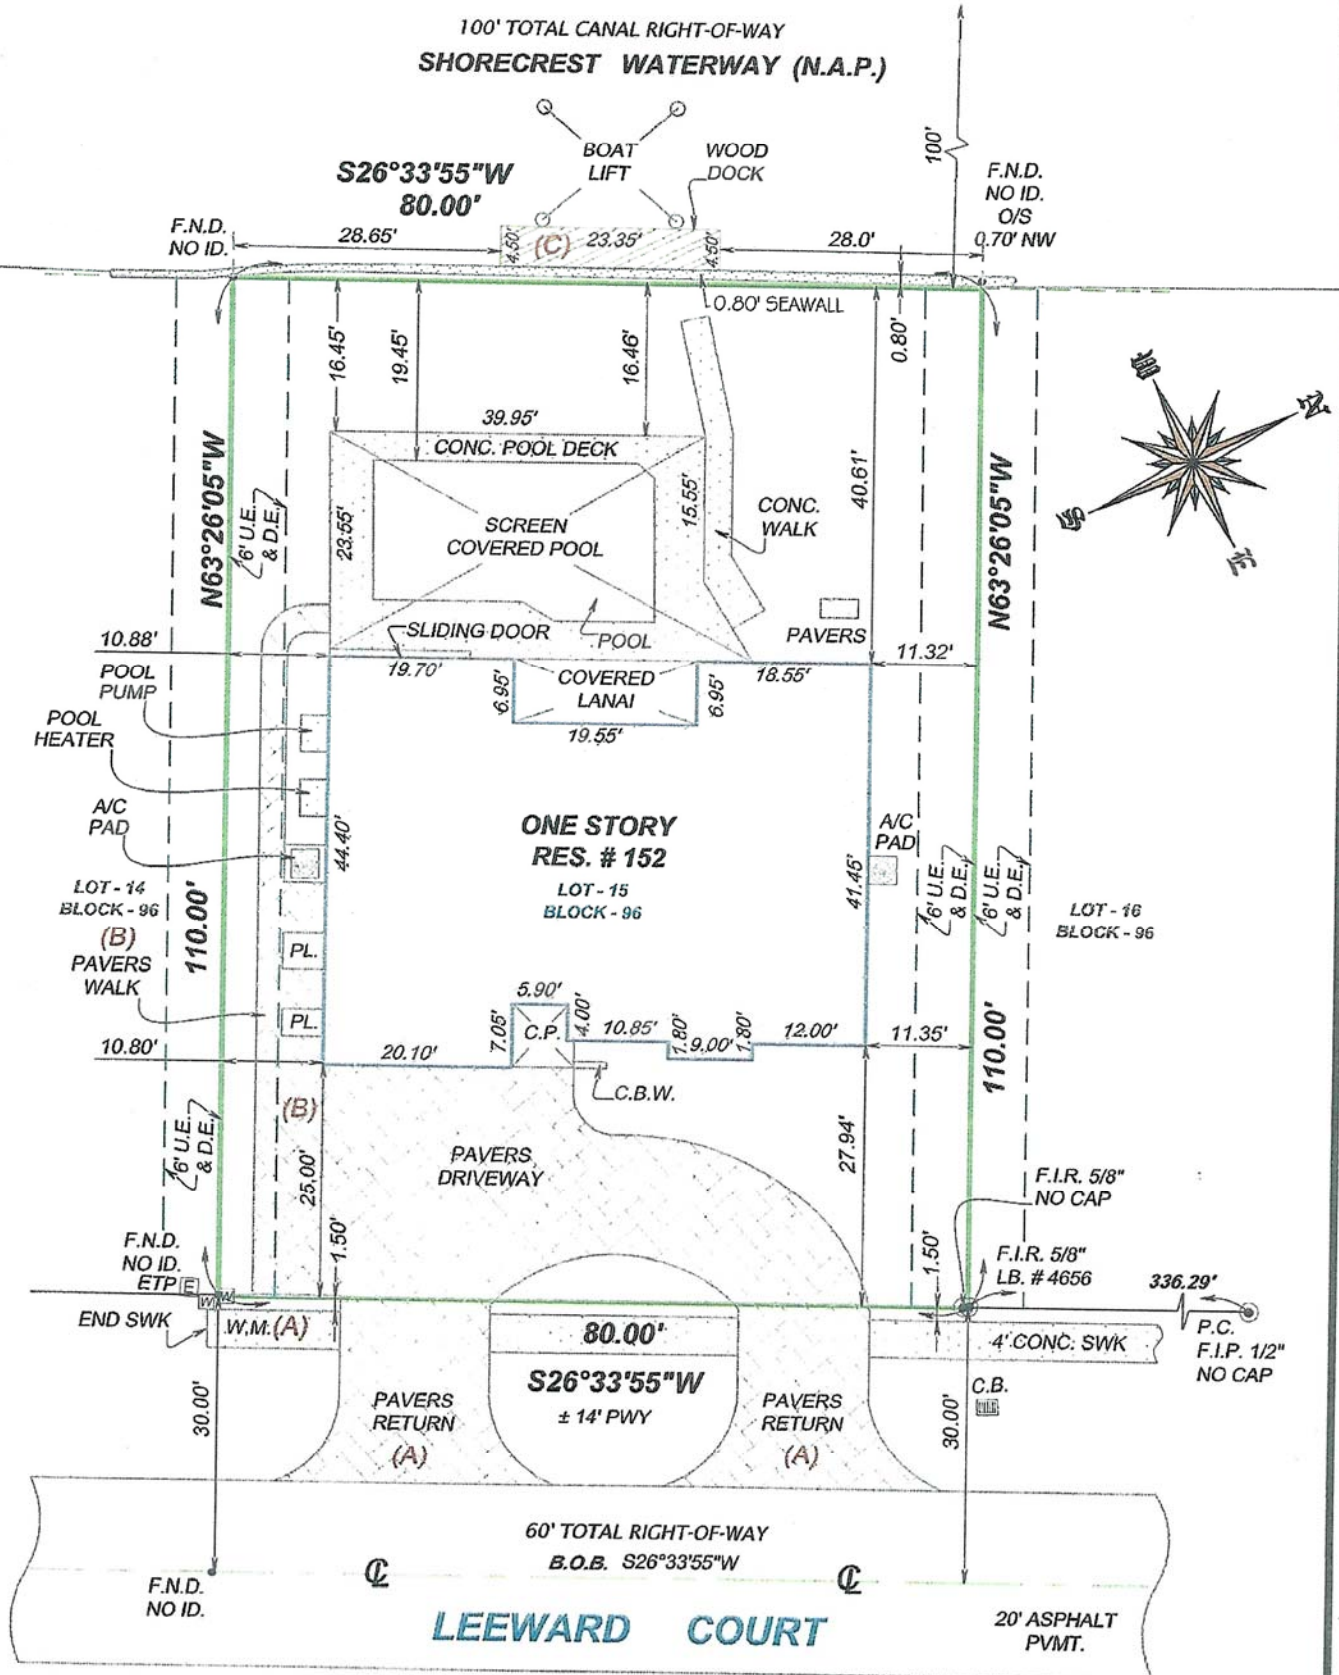 100' TOTAL CANAL RIGHT-OF-WAY
SHORECREST WATERWAY (N.A.P.)
100'
BOAT
LIFT
WOOD
DOCK
S26°33'55"W
80.00'
F.N.D.
NO ID.
O/S
0.70' NW
F.N.D.
NO ID.
28.65'
4.50'
(C)
23.35'
4.50'
28.0'
0.80' SEAWALL
0.80'
16.45'
19.45'
16.46'
40.61'
39.95'
CONC. POOL DECK
N63°26'05"W
6' U.E.
& D.E.
23.55'
SCREEN
COVERED POOL
15.55'
CONC.
WALK
N63°26'05"W
10.88'
SLIDING DOOR
POOL
PAVERS
11.32'
POOL
PUMP
19.70'
COVERED
LANAI
6.95'
6.95'
18.55'
POOL
HEATER
19.55'
A/C
PAD
44.40'
ONE STORY
RES. # 152
LOT - 15
BLOCK - 96
A/C
PAD
41.45'
6' U.E.
& D.E.
6' U.E.
& D.E.
LOT - 14
BLOCK - 96
(B)
PAVERS
WALK
110.00'
LOT - 16
BLOCK - 96
PL.
PL.
5.90'
C.P.
7.05'
4.00'
10.85'
1.80'
9.00'
1.80'
12.00'
11.35'
110.00'
10.80'
20.10'
C.B.W.
(B)
6' U.E.
& D.E.
25.00'
PAVERS
DRIVEWAY
27.94'
F.I.R. 5/8"
NO CAP
F.N.D.
NO ID.
ETP E
1.50'
1.50'
F.I.R. 5/8"
LB. # 4656
336.29'
W W
END SWK
W.M. (A)
80.00'
4' CONC. SWK
P.C.
F.I.P. 1/2"
NO CAP
S26°33'55"W
± 14' PWY
30.00'
PAVERS
RETURN
(A)
PAVERS
RETURN
(A)
C.B.
30.00'
60' TOTAL RIGHT-OF-WAY
B.O.B. S26°33'55"W
F.N.D.
NO ID.
LEEWARD COURT
20' ASPHALT
PVMT.